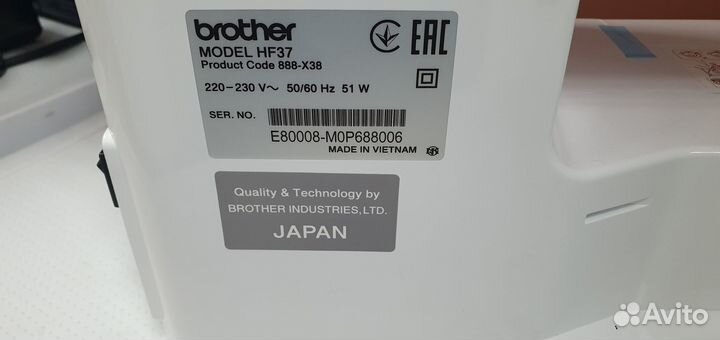 brother
MODEL HF37
Product Code 888-X38
220-230 V~ 50/60 Hz 51 W
SER. NO.
E80008-M0P688006
MADE IN VIETNAM
EAC
Quality & Technology by
BROTHER INDUSTRIES, LTD.
JAPAN
Avito